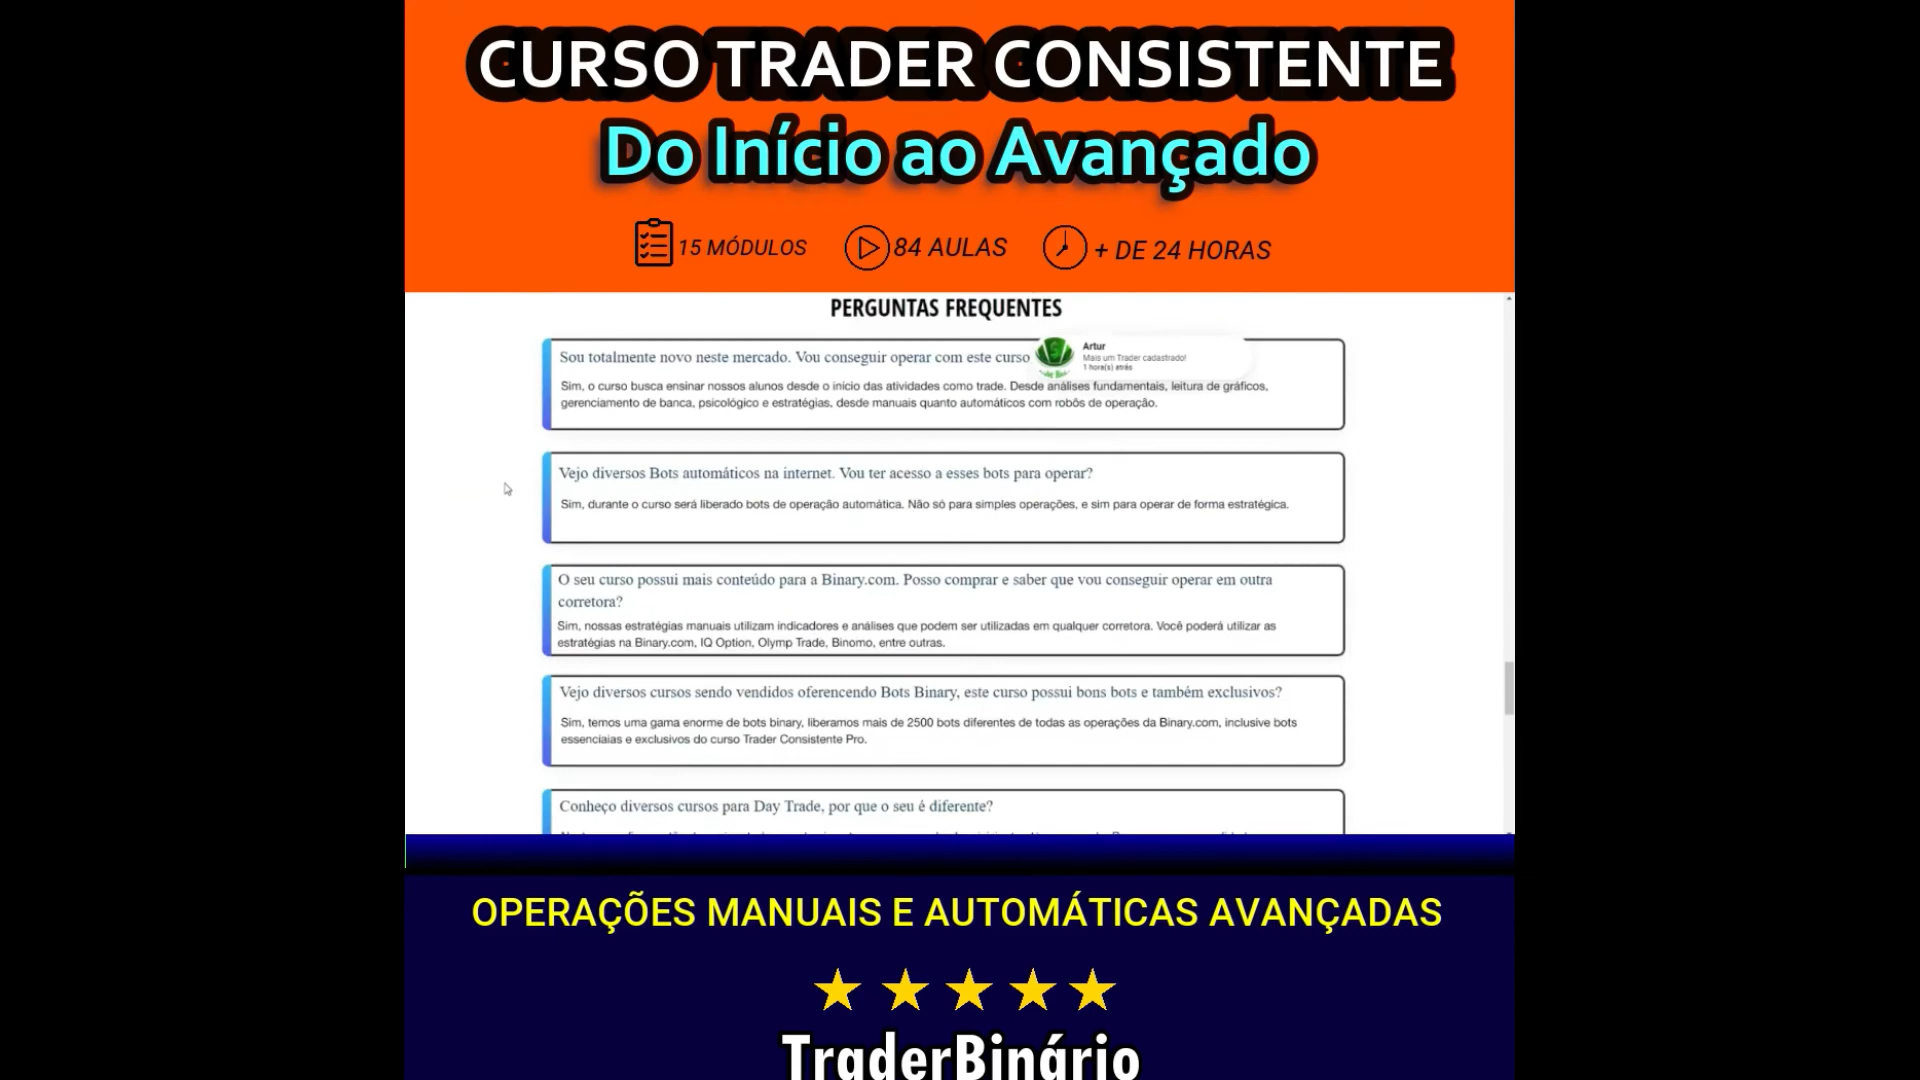 CURSO TRADER CONSISTENTE
Do Início ao Avançado
15 MÓDULOS
84 AULAS
+ DE 24 HORAS
PERGUNTAS FREQUENTES
Sou totalmente novo neste mercado. Vou conseguir operar com este curso
Artur
Mais um Trader cadastrado!
1 hora(s) atrás
Sim, o curso busca ensinar nossos alunos desde o início das atividades como trade. Desde análises fundamentais, leitura de gráficos,
gerenciamento de banca, psicológico e estratégias, desde manuais quanto automáticos com robôs de operação.
Vejo diversos Bots automáticos na internet. Vou ter acesso a esses bots para operar?
Sim, durante o curso será liberado bots de operação automática. Não só para simples operações, e sim para operar de forma estratégica.
O seu curso possui mais conteúdo para a Binary.com. Posso comprar e saber que vou conseguir operar em outra
corretora?
Sim, nossas estratégias manuais utilizam indicadores e análises que podem ser utilizadas em qualquer corretora. Você poderá utilizar as
estratégias na Binary.com, IQ Option, Olymp Trade, Binomo, entre outras.
Vejo diversos cursos sendo vendidos oferencendo Bots Binary, este curso possui bons bots e também exclusivos?
Sim, temos uma gama enorme de bots binary, liberamos mais de 2500 bots diferentes de todas as operações da Binary.com, inclusive bots
essenciaias e exclusivos do curso Trader Consistente Pro.
Conheço diversos cursos para Day Trade, por que o seu é diferente?
OPERAÇÕES MANUAIS E AUTOMÁTICAS AVANÇADAS
TraderBinário